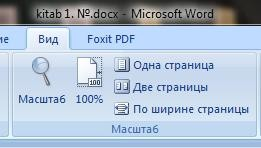 kitab 1. №.docx - Microsoft Word
ие Вид Foxit PDF
Одна страница
Две страницы
Масштаб 100% По ширине страницы
Масштаб